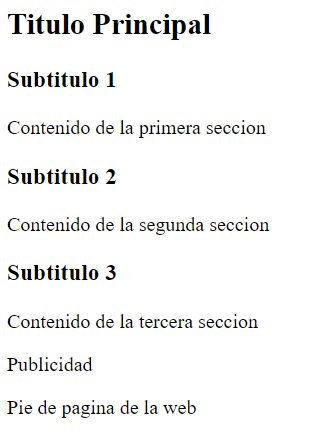 Titulo Principal
Subtitulo 1
Contenido de la primera seccion
Subtitulo 2
Contenido de la segunda seccion
Subtitulo 3
Contenido de la tercera seccion
Publicidad
Pie de pagina de la web